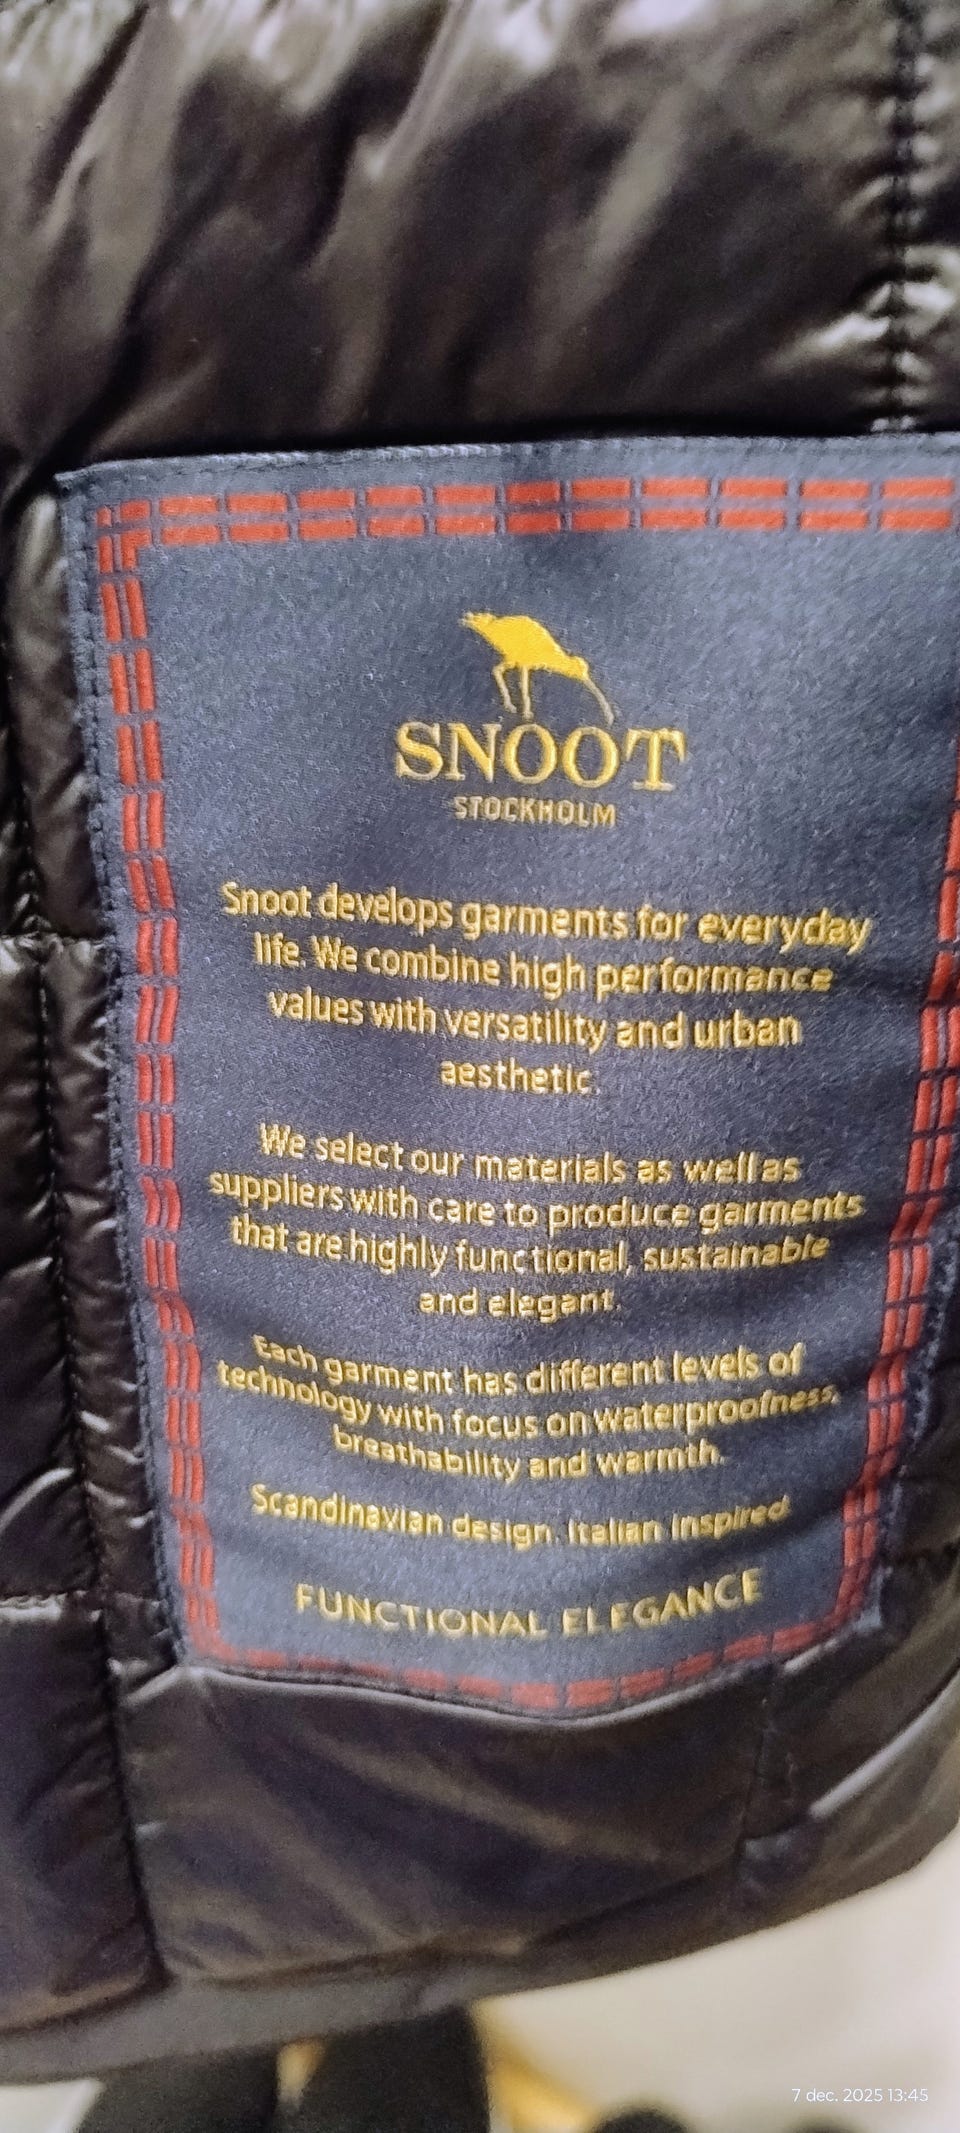 SNOOT
STOCKHOLM
Snoot develops garments for everyday
life. We combine high performance
values with versatility and urban
aesthetic.
We select our materials as well as
suppliers with care to produce garments
that are highly functional, sustainable
and elegant.
Each garment has different levels of
technology with focus on waterproofness,
breathability and warmth.
Scandinavian design. Italian inspired
FUNCTIONAL ELEGANCE
7 dec. 2025 13:45